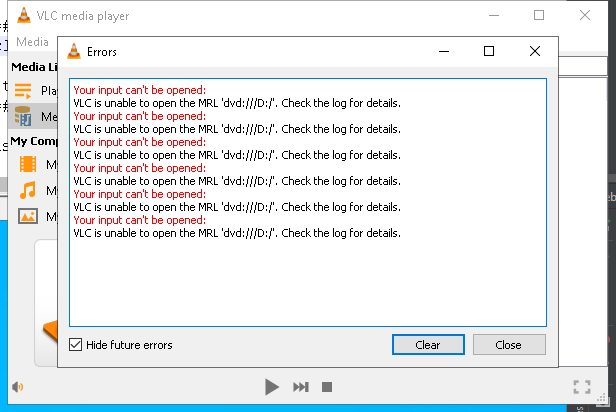 VLC media player
Media
Errors
Media Li
Your input can't be opened:
VLC is unable to open the MRL 'dvd:///D:/'. Check the log for details.
Your input can't be opened:
VLC is unable to open the MRL 'dvd:///D:/'. Check the log for details.
Your input can't be opened:
VLC is unable to open the MRL 'dvd:///D:/'. Check the log for details.
Your input can't be opened:
VLC is unable to open the MRL 'dvd:///D:/'. Check the log for details.
Your input can't be opened:
VLC is unable to open the MRL 'dvd:///D:/'. Check the log for details.
Your input can't be opened:
VLC is unable to open the MRL 'dvd:///D:/'. Check the log for details.
Play
Me
My Comp
My
My
My
Hide future errors
Clear
Close